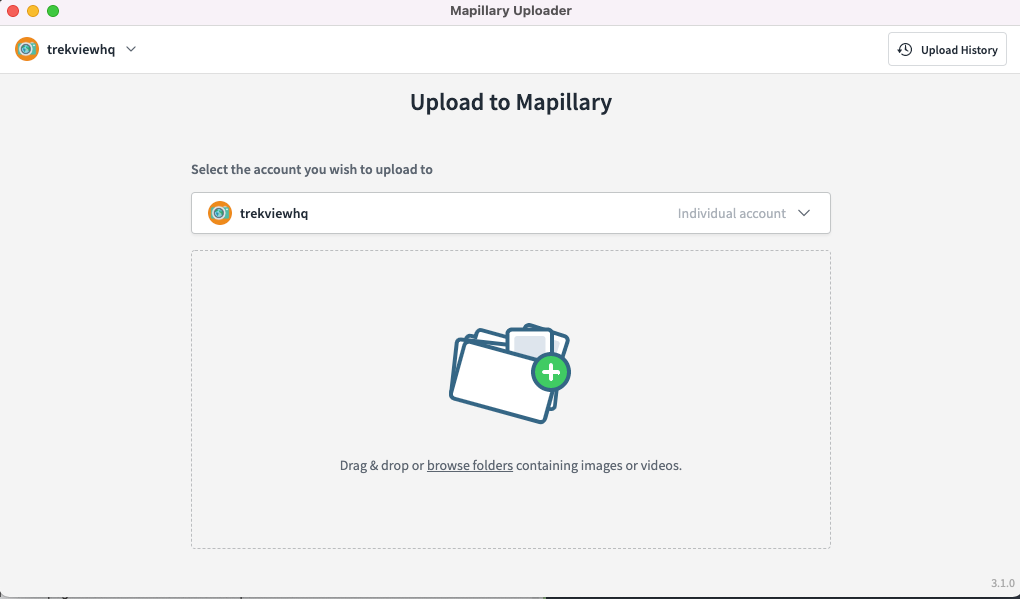 Mapillary Uploader
trekviewhq
Upload History
Upload to Mapillary
Select the account you wish to upload to
trekviewhq Individual account
Drag & drop or browse folders containing images or videos.
3.1.0